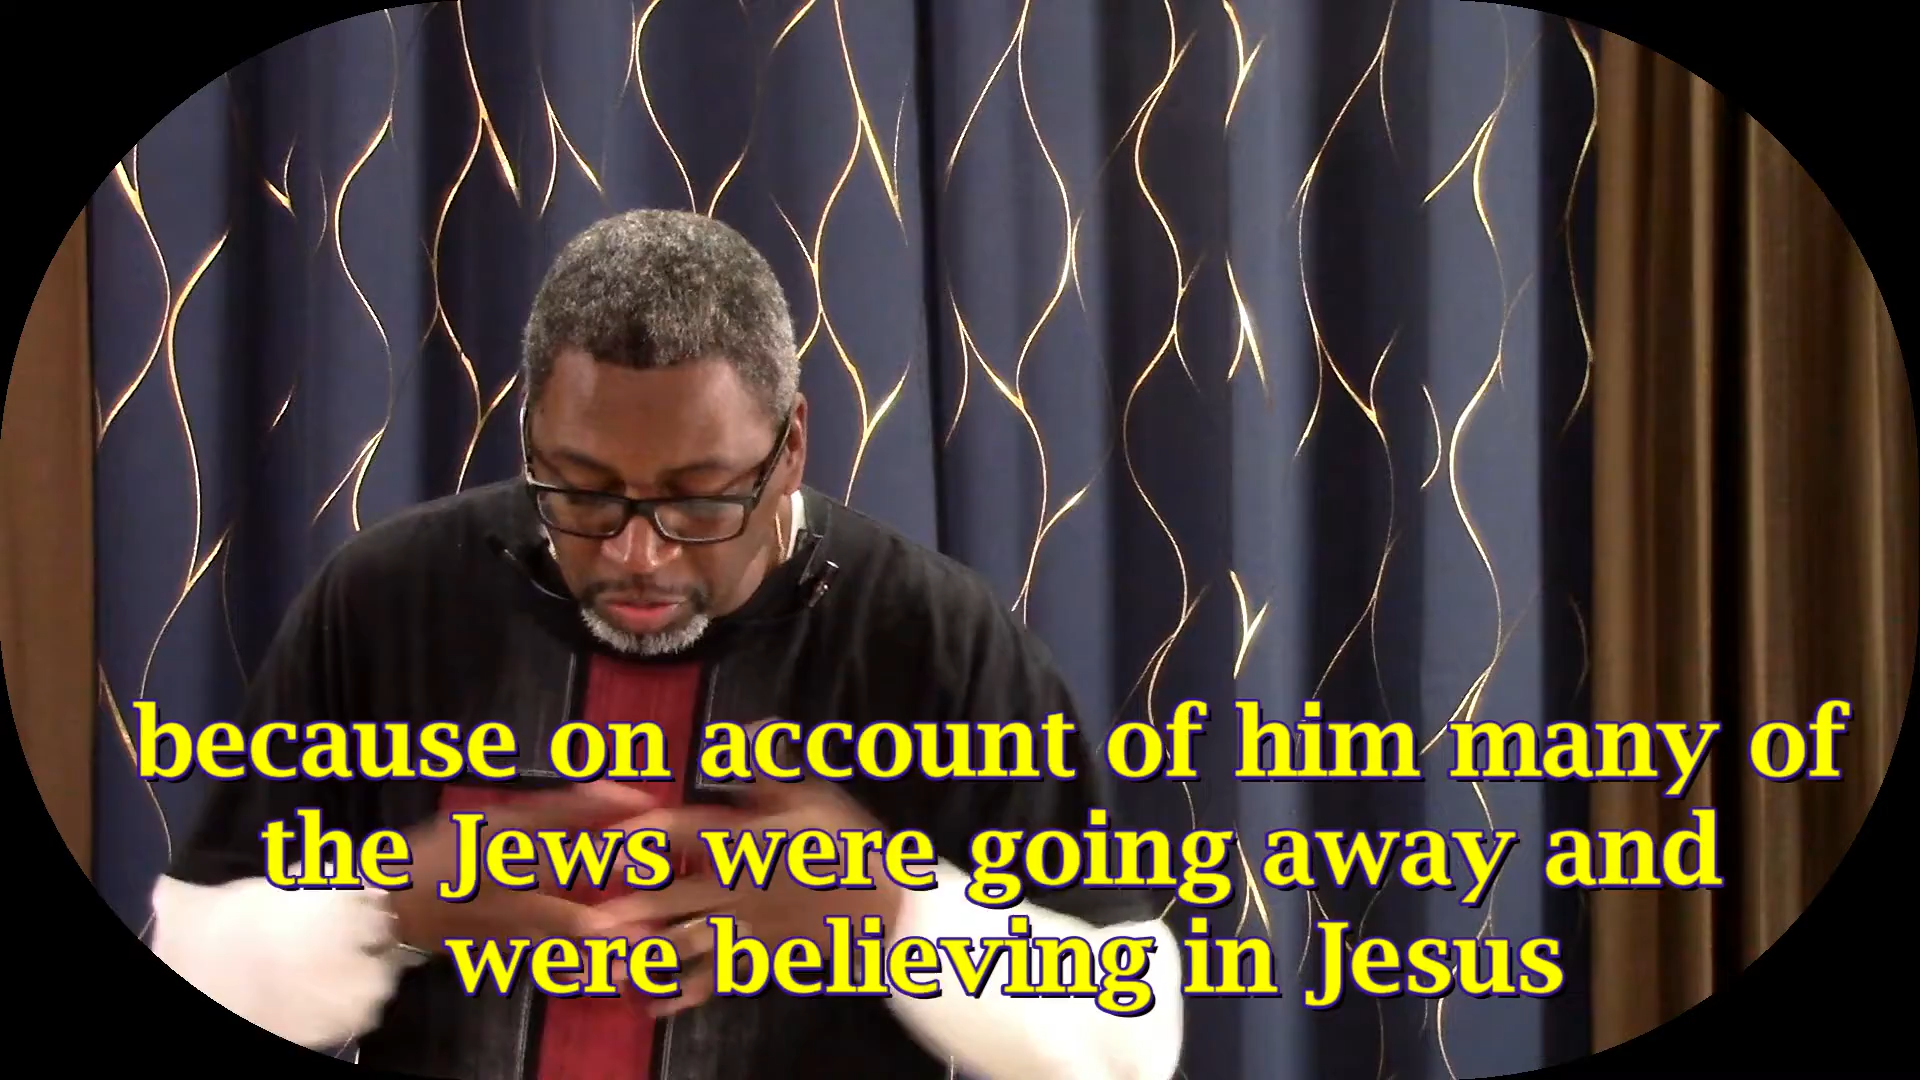 because on account of him many of
the Jews were going away and
were believing in Jesus